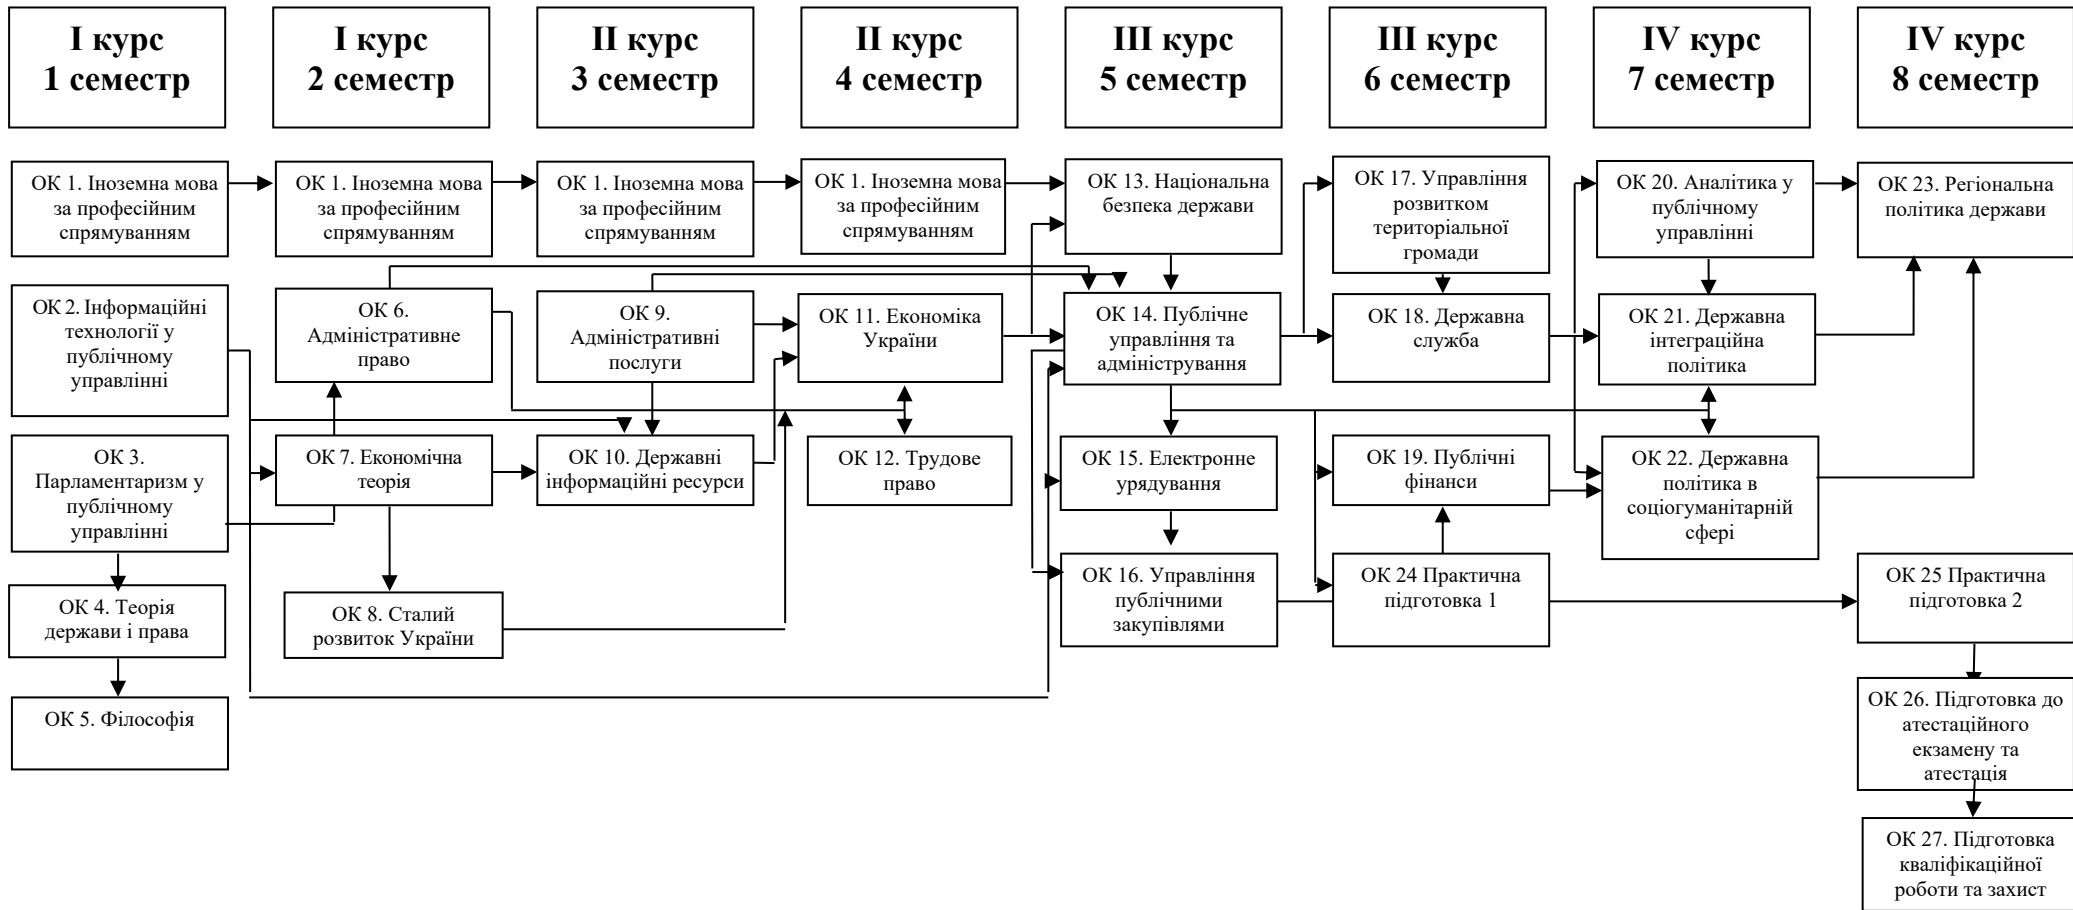 І курс
1 семестр
І курс
2 семестр
ІІ курс
3 семестр
ІІ курс
4 семестр
ІІІ курс
5 семестр
ІІІ курс
6 семестр
IV курс
7 семестр
IV курс
8 семестр
ОК 1. Іноземна мова
за професійним
спрямуванням
ОК 1. Іноземна мова
за професійним
спрямуванням
ОК 1. Іноземна мова
за професійним
спрямуванням
ОК 1. Іноземна мова
за професійним
спрямуванням
ОК 13. Національна
безпека держави
ОК 17. Управління
розвитком
територіальної
громади
ОК 20. Аналітика у
публічному
управлінні
ОК 23. Регіональна
політика держави
ОК 2. Інформаційні
технології у
публічному
управлінні
ОК 6.
Адміністративне
право
ОК 9.
Адміністративні
послуги
ОК 11. Економіка
України
ОК 14. Публічне
управління та
адміністрування
ОК 18. Державна
служба
ОК 21. Державна
інтеграційна
політика
ОК 3.
Парламентаризм у
публічному
управлінні
ОК 7. Економічна
теорія
ОК 10. Державні
інформаційні ресурси
ОК 12. Трудове
право
ОК 15. Електронне
урядування
ОК 19. Публічні
фінанси
ОК 22. Державна
політика в
соціогуманітарній
сфері
ОК 4. Теорія
держави і права
ОК 8. Сталий
розвиток України
ОК 16. Управління
публічними
закупівлями
ОК 24 Практична
підготовка 1
ОК 25 Практична
підготовка 2
ОК 5. Філософія
ОК 26. Підготовка до
атестаційного
екзамену та
атестація
ОК 27. Підготовка
кваліфікаційної
роботи та захист